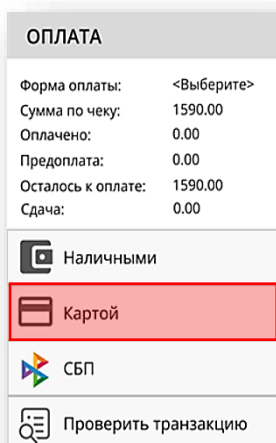 ОПЛАТА
Форма оплаты: <Выберите>
Сумма по чеку: 1590.00
Оплачено: 0.00
Предоплата: 0.00
Осталось к оплате: 1590.00
Сдача: 0.00
Наличными
Картой
СБП
Проверить транзакцию